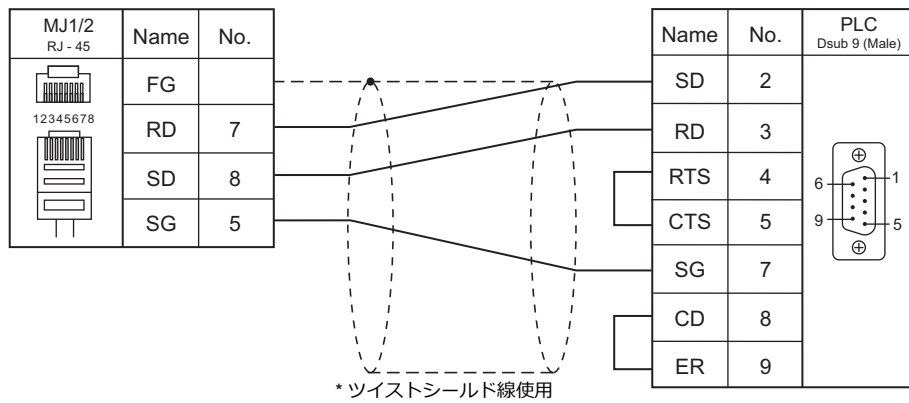 MJ1/2 Name No.
RJ - 45
FG
12345678
RD 7
SD 8
SG 5
Name No. PLC
Dsub 9 (Male)
SD 2
RD 3
RTS 4
CTS 5
SG 7
CD 8
ER 9
6 1
9 5
* ツイストシールド線使用